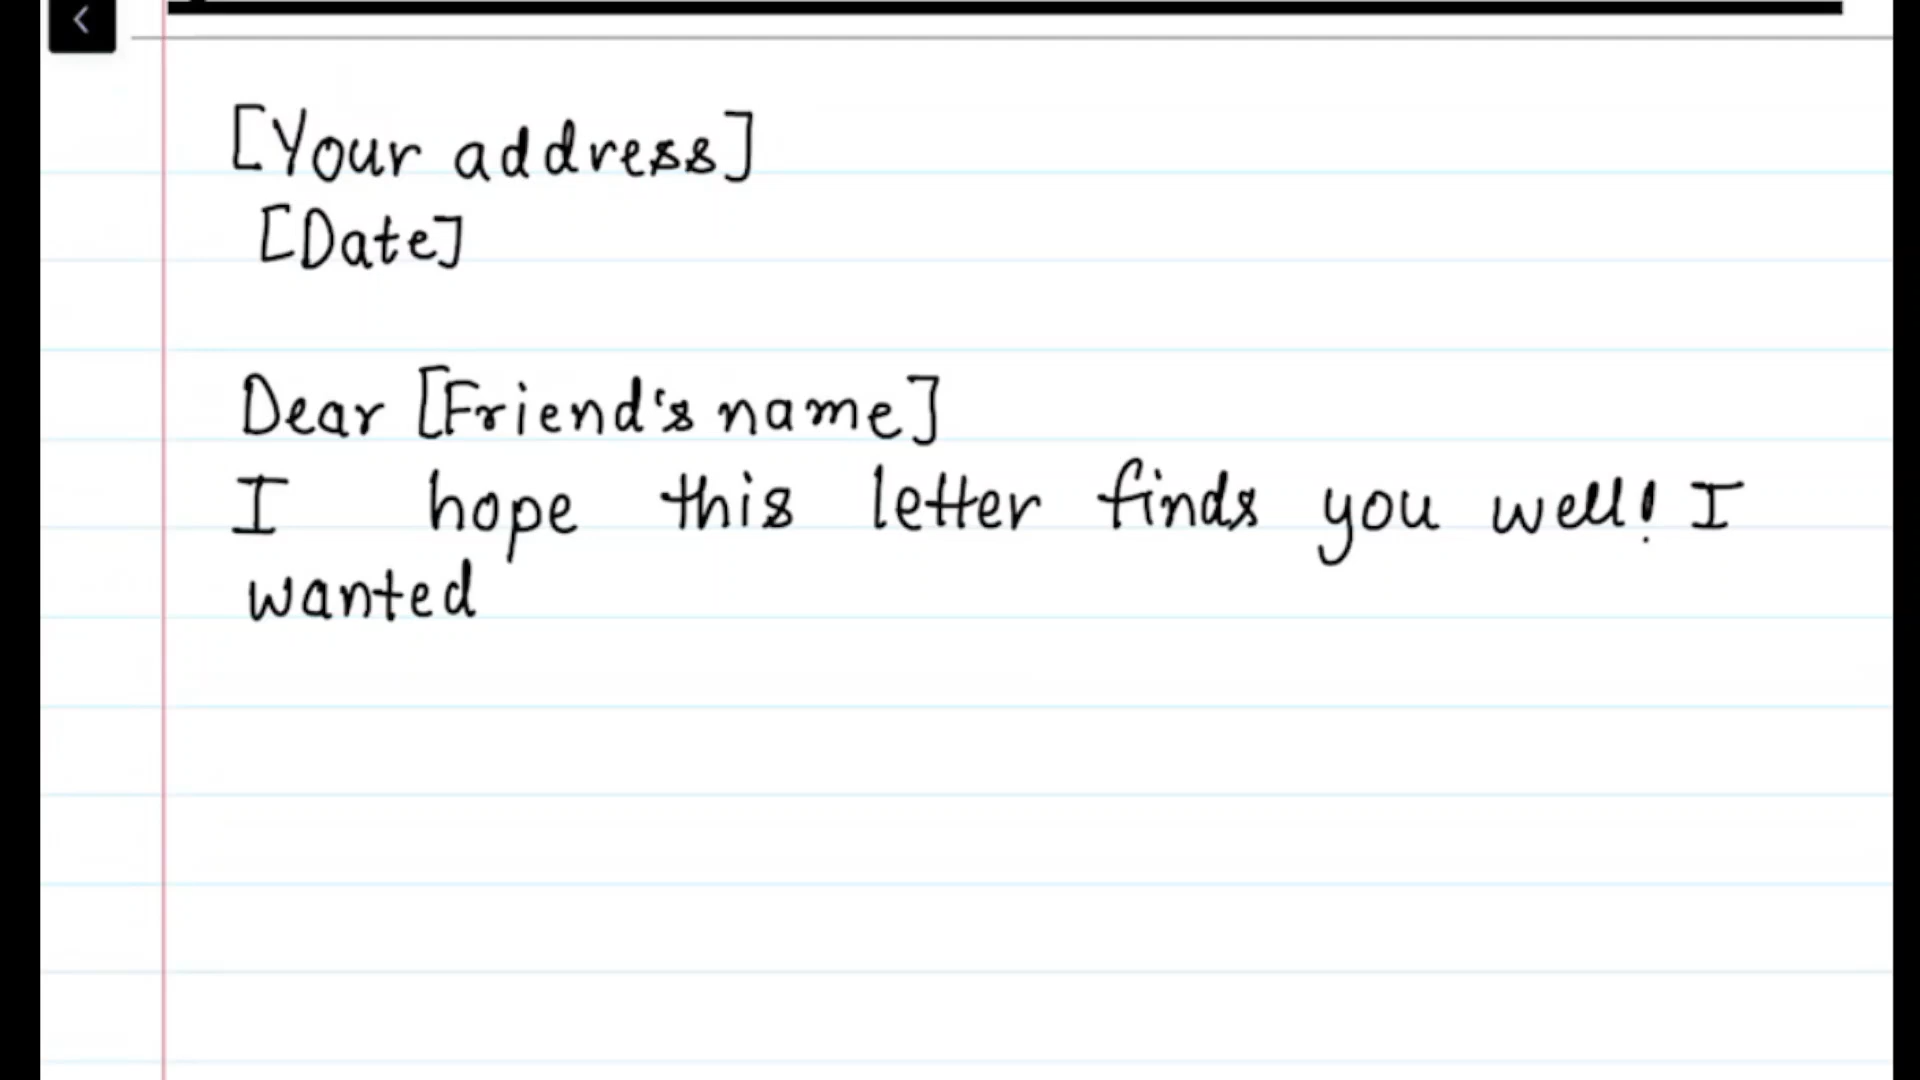 [Your address]
[Date]
Dear [Friend's name]
I hope this letter finds you well! I
wanted